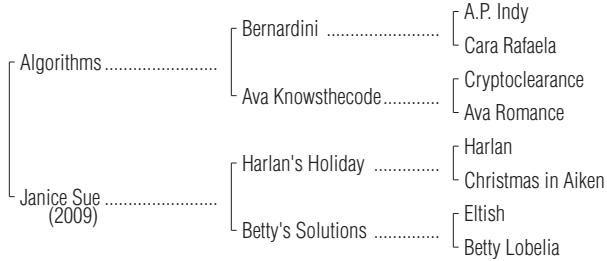 A.P. Indy
Bernardini ......................
Cara Rafaela
Algorithms ......................
Cryptoclearance
Ava Knowsthecode...........
Ava Romance
Harlan
Harlan's Holiday .............
Christmas in Aiken
Janice Sue ......................
(2009)
Eltish
Betty's Solutions .............
Betty Lobelia